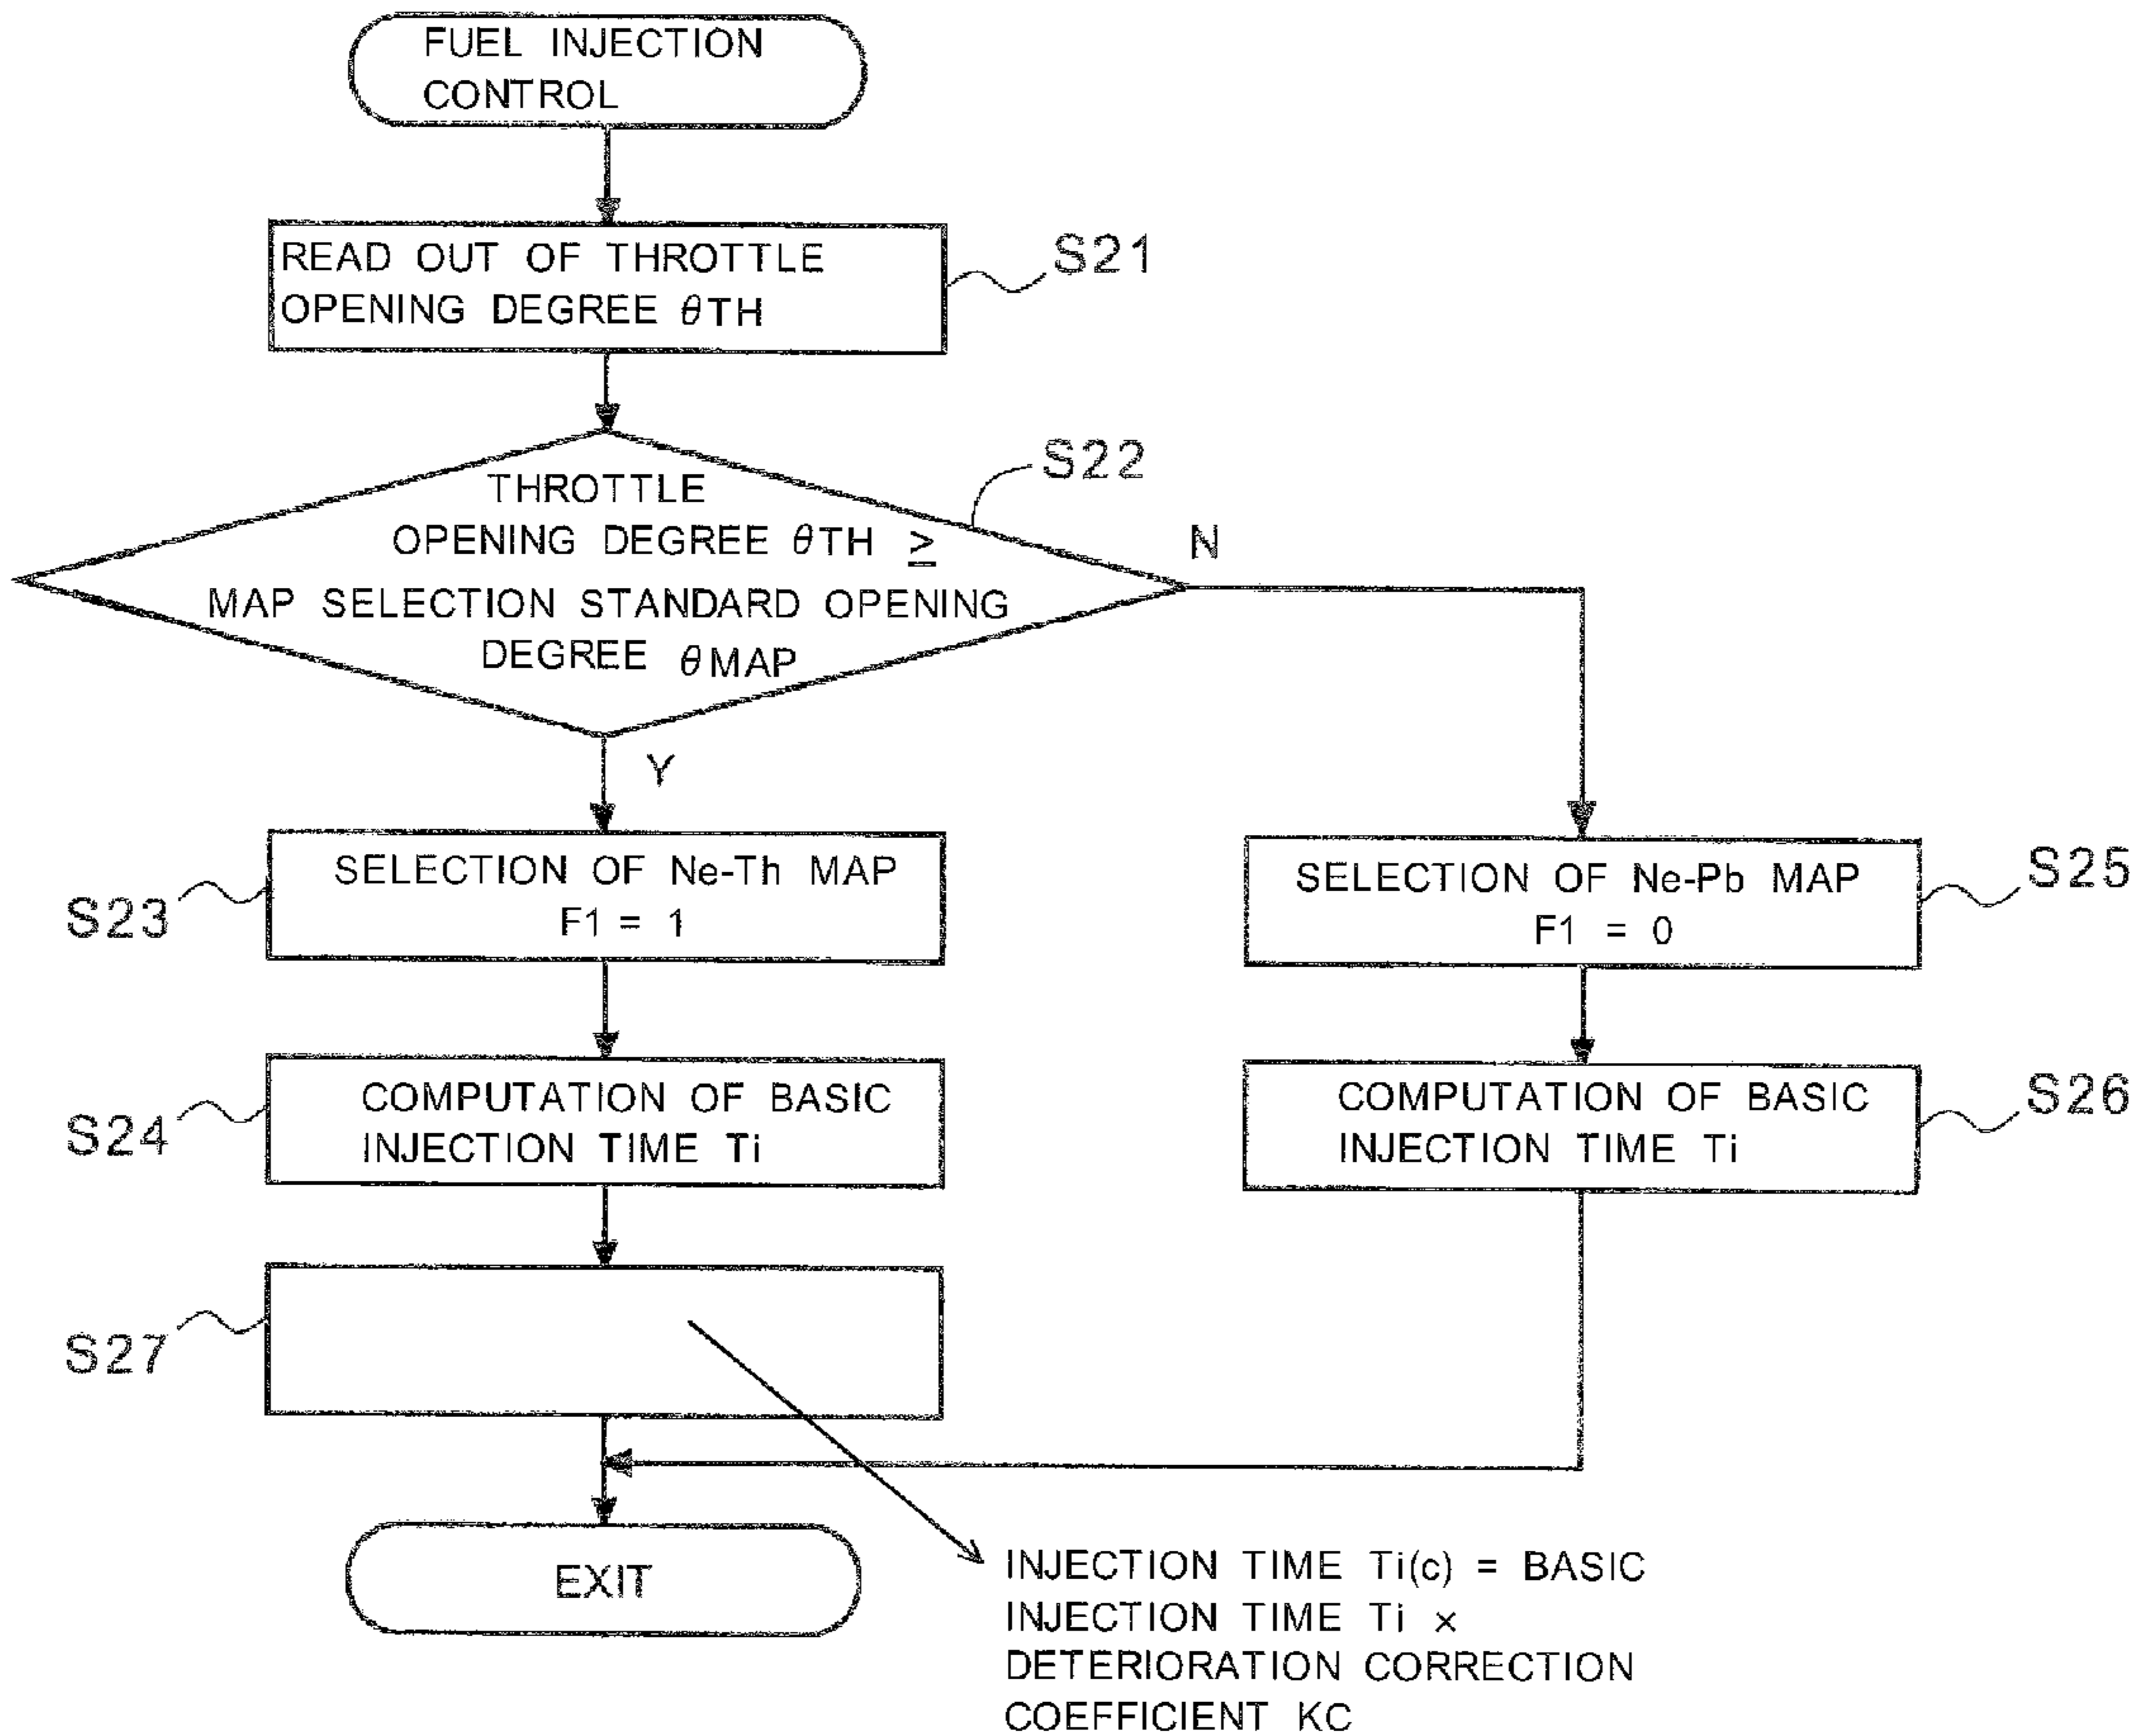 FUEL INJECTION
CONTROL
READ OUT OF THROTTLE
OPENING DEGREE θTH
S21
THROTTLE
OPENING DEGREE θTH ≥
MAP SELECTION STANDARD OPENING
DEGREE θMAP
S22
N
Y
SELECTION OF Ne-Th MAP
F1 = 1
S23
SELECTION OF Ne-Pb MAP
F1 = 0
S25
COMPUTATION OF BASIC
INJECTION TIME Ti
S24
COMPUTATION OF BASIC
INJECTION TIME Ti
S26
S27
INJECTION TIME Ti(c) = BASIC
INJECTION TIME Ti ×
DETERIORATION CORRECTION
COEFFICIENT KC
EXIT